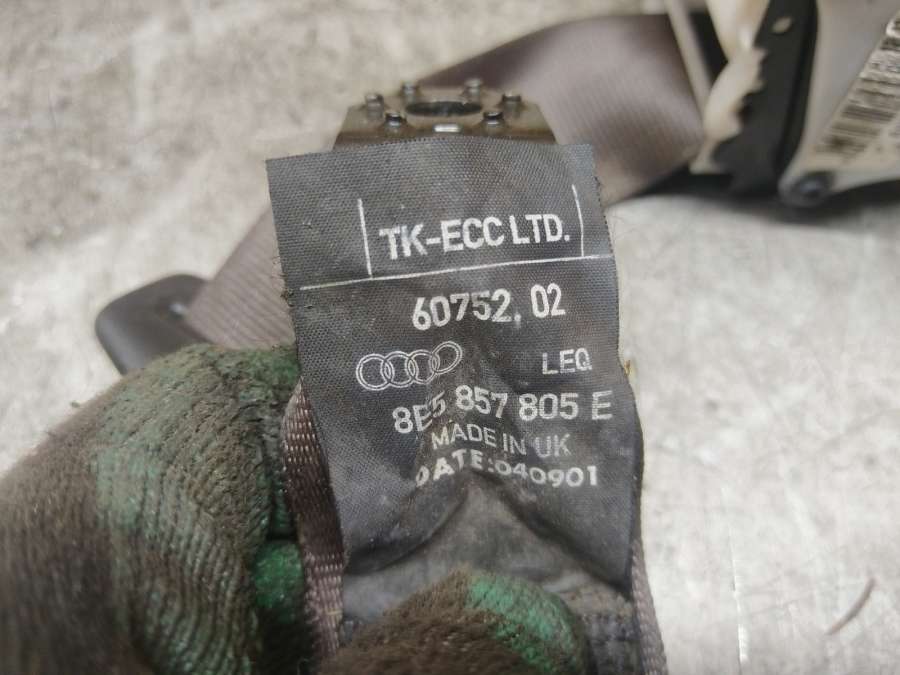 TK-ECC LTD.
60752.02
LEQ
8E5 857 805 E
MADE IN UK
DATE:040901